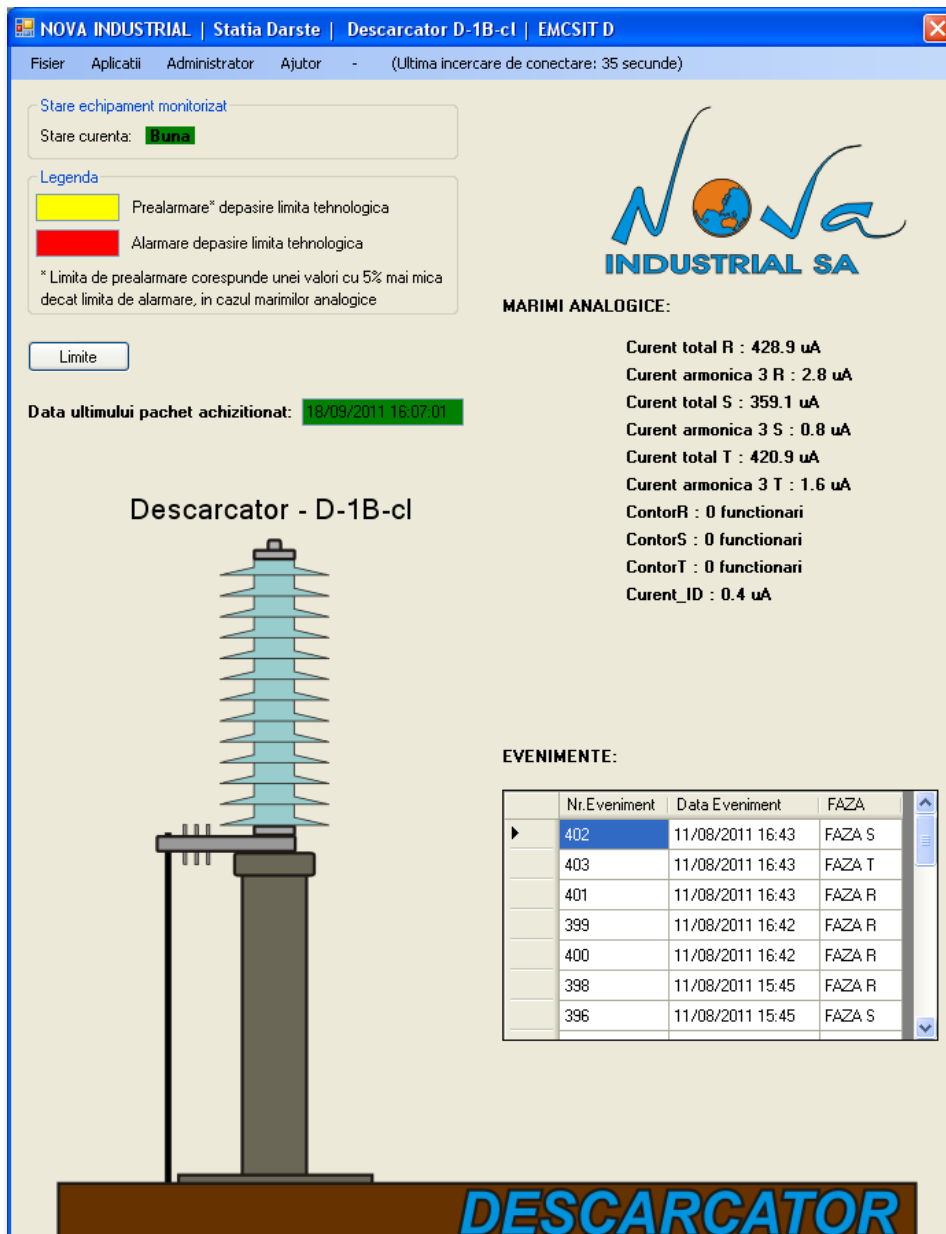 NOVA INDUSTRIAL | Statia Darste | Descarcator D-1B-cl | EMCSIT D
Fisier Aplicatii Administrator Ajutor - (Ultima incercare de conectare: 35 secunde)
Stare echipament monitorizat
Stare curenta: Buna
Legenda
Prealarmare* depasire limita tehnologica
Alarmare depasire limita tehnologica
* Limita de prealarmare corespunde unei valori cu 5% mai mica
decat limita de alarmare, in cazul marimilor analogice
Limite
Data ultimului pachet achizitionat: 18/09/2011 16:07:01
Descarcator - D-1B-cl
NOVA
INDUSTRIAL SA
MARIMI ANALOGICE:
Curent total R : 428.9 uA
Curent armonica 3 R : 2.8 uA
Curent total S : 359.1 uA
Curent armonica 3 S : 0.8 uA
Curent total T : 420.9 uA
Curent armonica 3 T : 1.6 uA
ContorR : 0 functionari
ContorS : 0 functionari
ContorT : 0 functionari
Curent_ID : 0.4 uA
EVENIMENTE:
Nr.Eveniment Data Eveniment FAZA
402 11/08/2011 16:43 FAZA S
403 11/08/2011 16:43 FAZA T
401 11/08/2011 16:43 FAZA R
399 11/08/2011 16:42 FAZA R
400 11/08/2011 16:42 FAZA R
398 11/08/2011 15:45 FAZA R
396 11/08/2011 15:45 FAZA S
DESCARCATOR